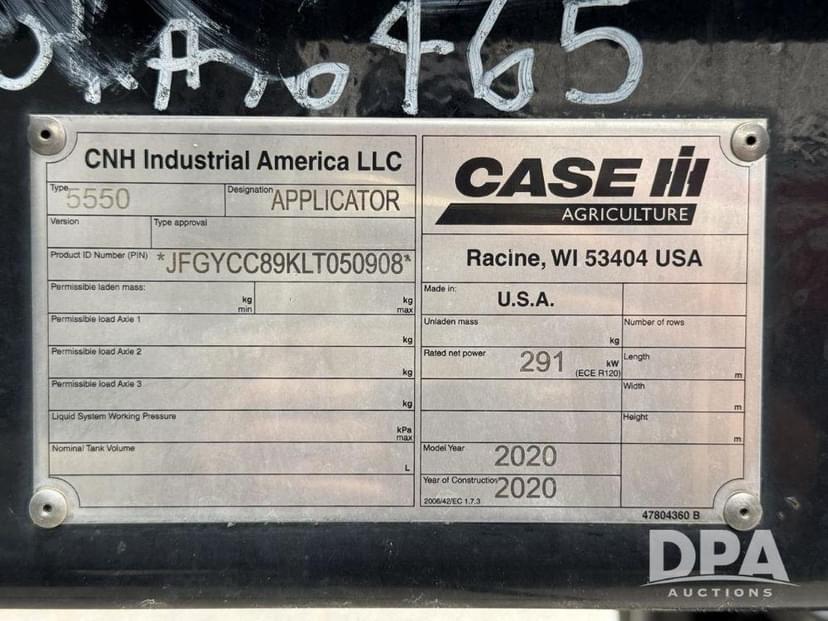 465
CNH Industrial America LLC
Type 5550
Designation APPLICATOR
Version
Type approval
Product ID Number (PIN) *JFGYCC89KLT050908*
Permissible laden mass: kg min kg max
Permissible load Axle 1 kg
Permissible load Axle 2 kg
Permissible load Axle 3 kg
Liquid System Working Pressure kPa max
Nominal Tank Volume L
CASE IH
AGRICULTURE
Racine, WI 53404 USA
Made in: U.S.A.
Unladen mass kg
Number of rows
Rated net power 291 kW (ECE R120)
Length m
Width m
Height m
Model Year 2020
Year of Construction 2020
2006/42/EC 1.7.3
47804360 B
DPA
AUCTIONS